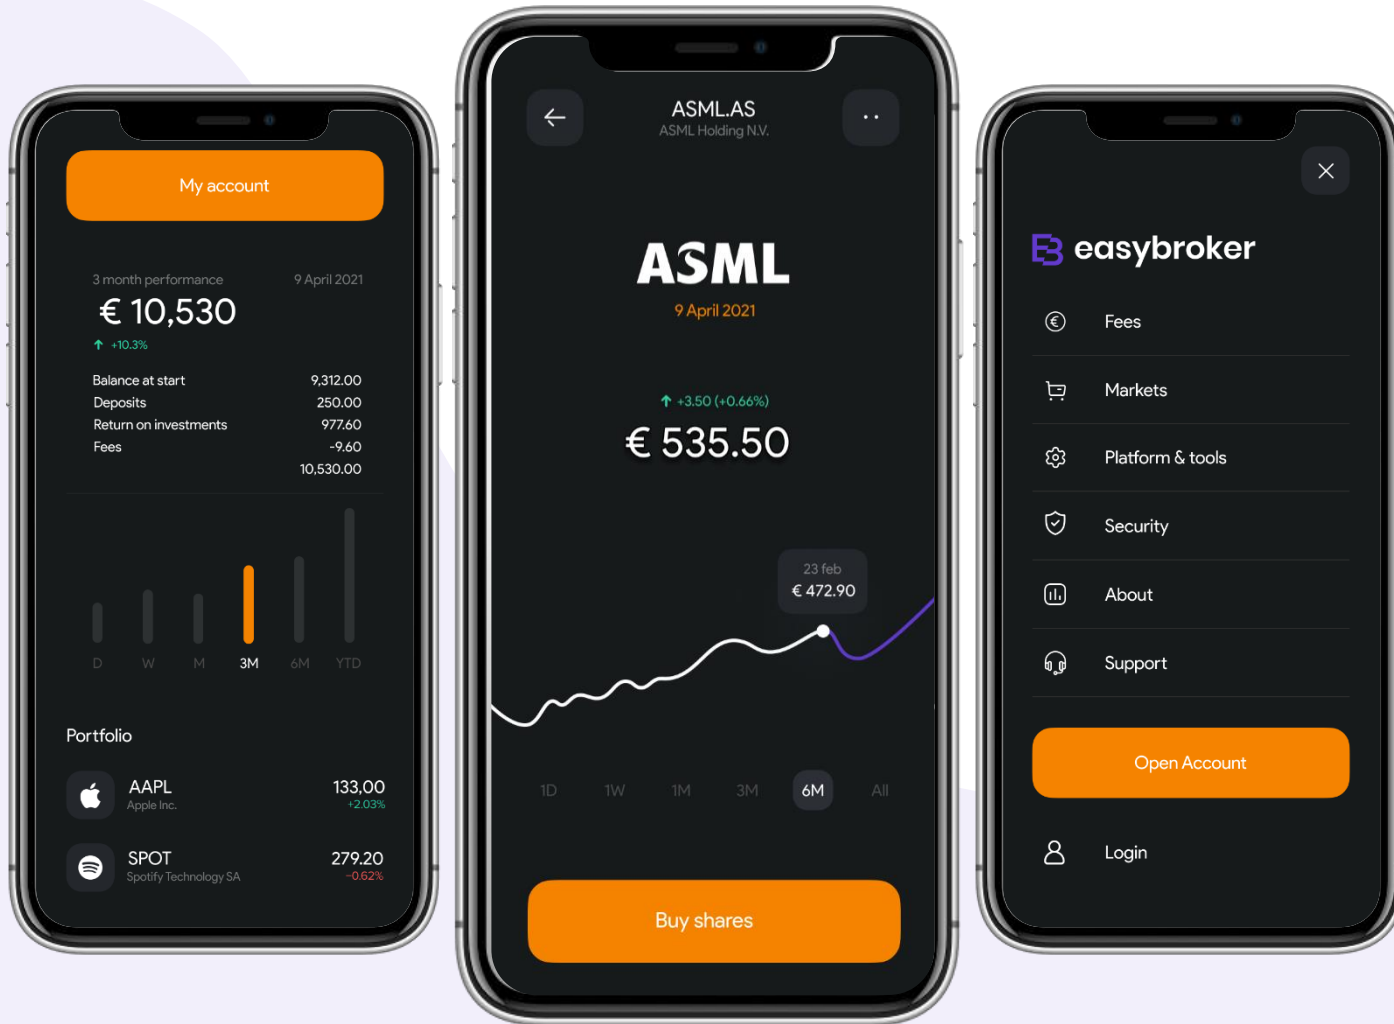 My account
3 month performance 9 April 2021
€ 10,530
+10.3%
Balance at start 9,312.00
Deposits 250.00
Return on investments 977.60
Fees -9.60
10,530.00
D W M 3M 6M YTD
Portfolio
AAPL 133,00
Apple Inc. +2.03%
SPOT 279.20
Spotify Technology SA -0.62%
ASML.AS
ASML Holding N.V.
ASML
9 April 2021
+3.50 (+0.66%)
€ 535.50
23 feb
€ 472.90
1D 1W 1M 3M 6M All
Buy shares
easybroker
Fees
Markets
Platform & tools
Security
About
Support
Open Account
Login